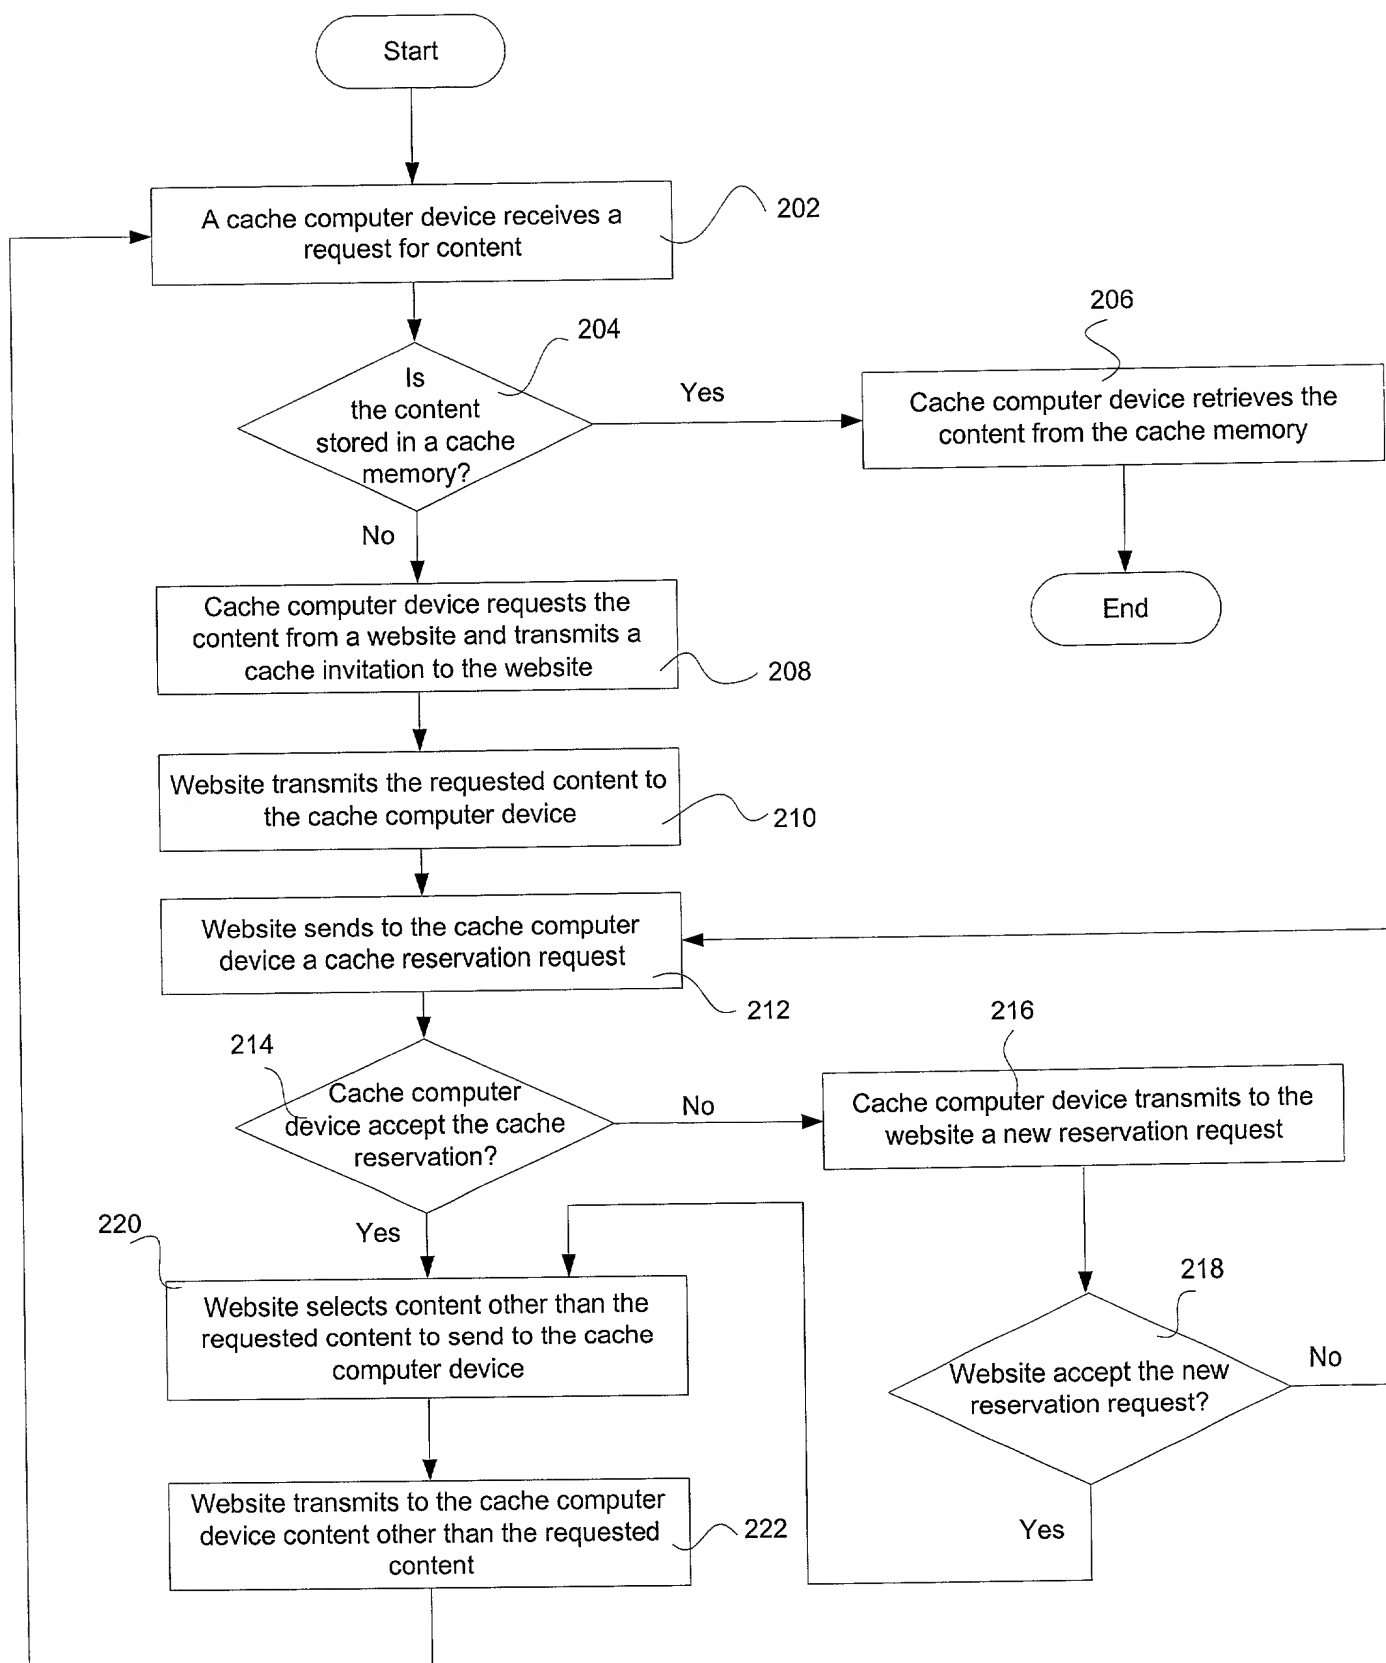 Start
A cache computer device receives a
request for content
202
204
Is
the content
stored in a cache
memory?
Yes
206
Cache computer device retrieves the
content from the cache memory
End
No
Cache computer device requests the
content from a website and transmits a
cache invitation to the website
208
Website transmits the requested content to
the cache computer device
210
Website sends to the cache computer
device a cache reservation request
212
214
Cache computer
device accept the cache
reservation?
No
216
Cache computer device transmits to the
website a new reservation request
Yes
218
Website accept the new
reservation request?
No
Yes
220
Website selects content other than the
requested content to send to the cache
computer device
Website transmits to the cache computer
device content other than the requested
content
222